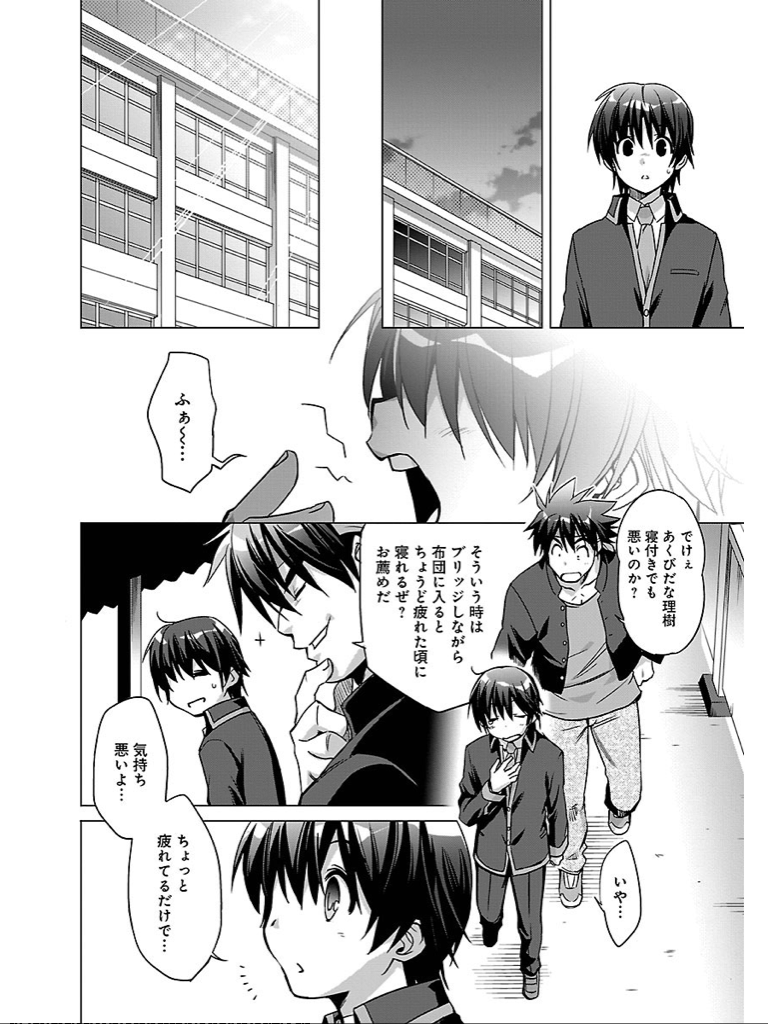 ふぁ〜…。
でけぇ
あくびだな理樹
寝付きでも
悪いのか?
そういう時は
ブリッジしながら
布団に入ると
ちょうど疲れた頃に
寝れるぜ?
お薦めだ
いや…。
気持ち
悪いよ…
ちょっと
疲れてるだけで…